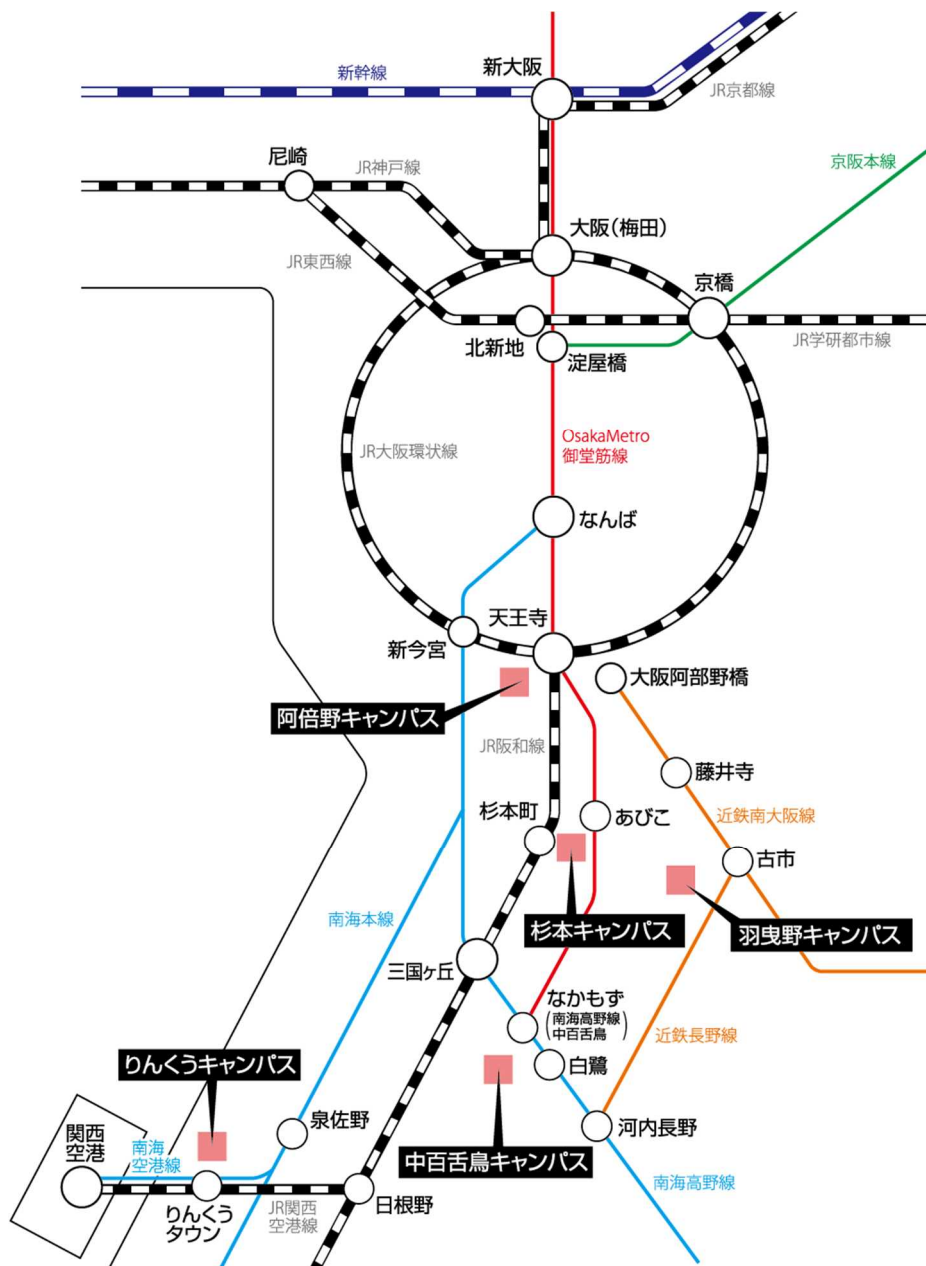 新大阪
新幹線
JR京都線
尼崎
JR神戸線
京阪本線
大阪(梅田)
JR東西線
京橋
北新地
淀屋橋
JR学研都市線
JR大阪環状線
OsakaMetro
御堂筋線
なんば
天王寺
新今宮
大阪阿部野橋
阿倍野キャンパス
JR阪和線
藤井寺
杉本町
あびこ
近鉄南大阪線
古市
南海本線
杉本キャンパス
羽曳野キャンパス
三国ヶ丘
なかもず
(南海高野線
中百舌鳥)
近鉄長野線
りんくうキャンパス
白鷺
泉佐野
河内長野
関西
空港
南海
空港線
中百舌鳥キャンパス
南海高野線
りんくう
タウン
JR関西
空港線
日根野